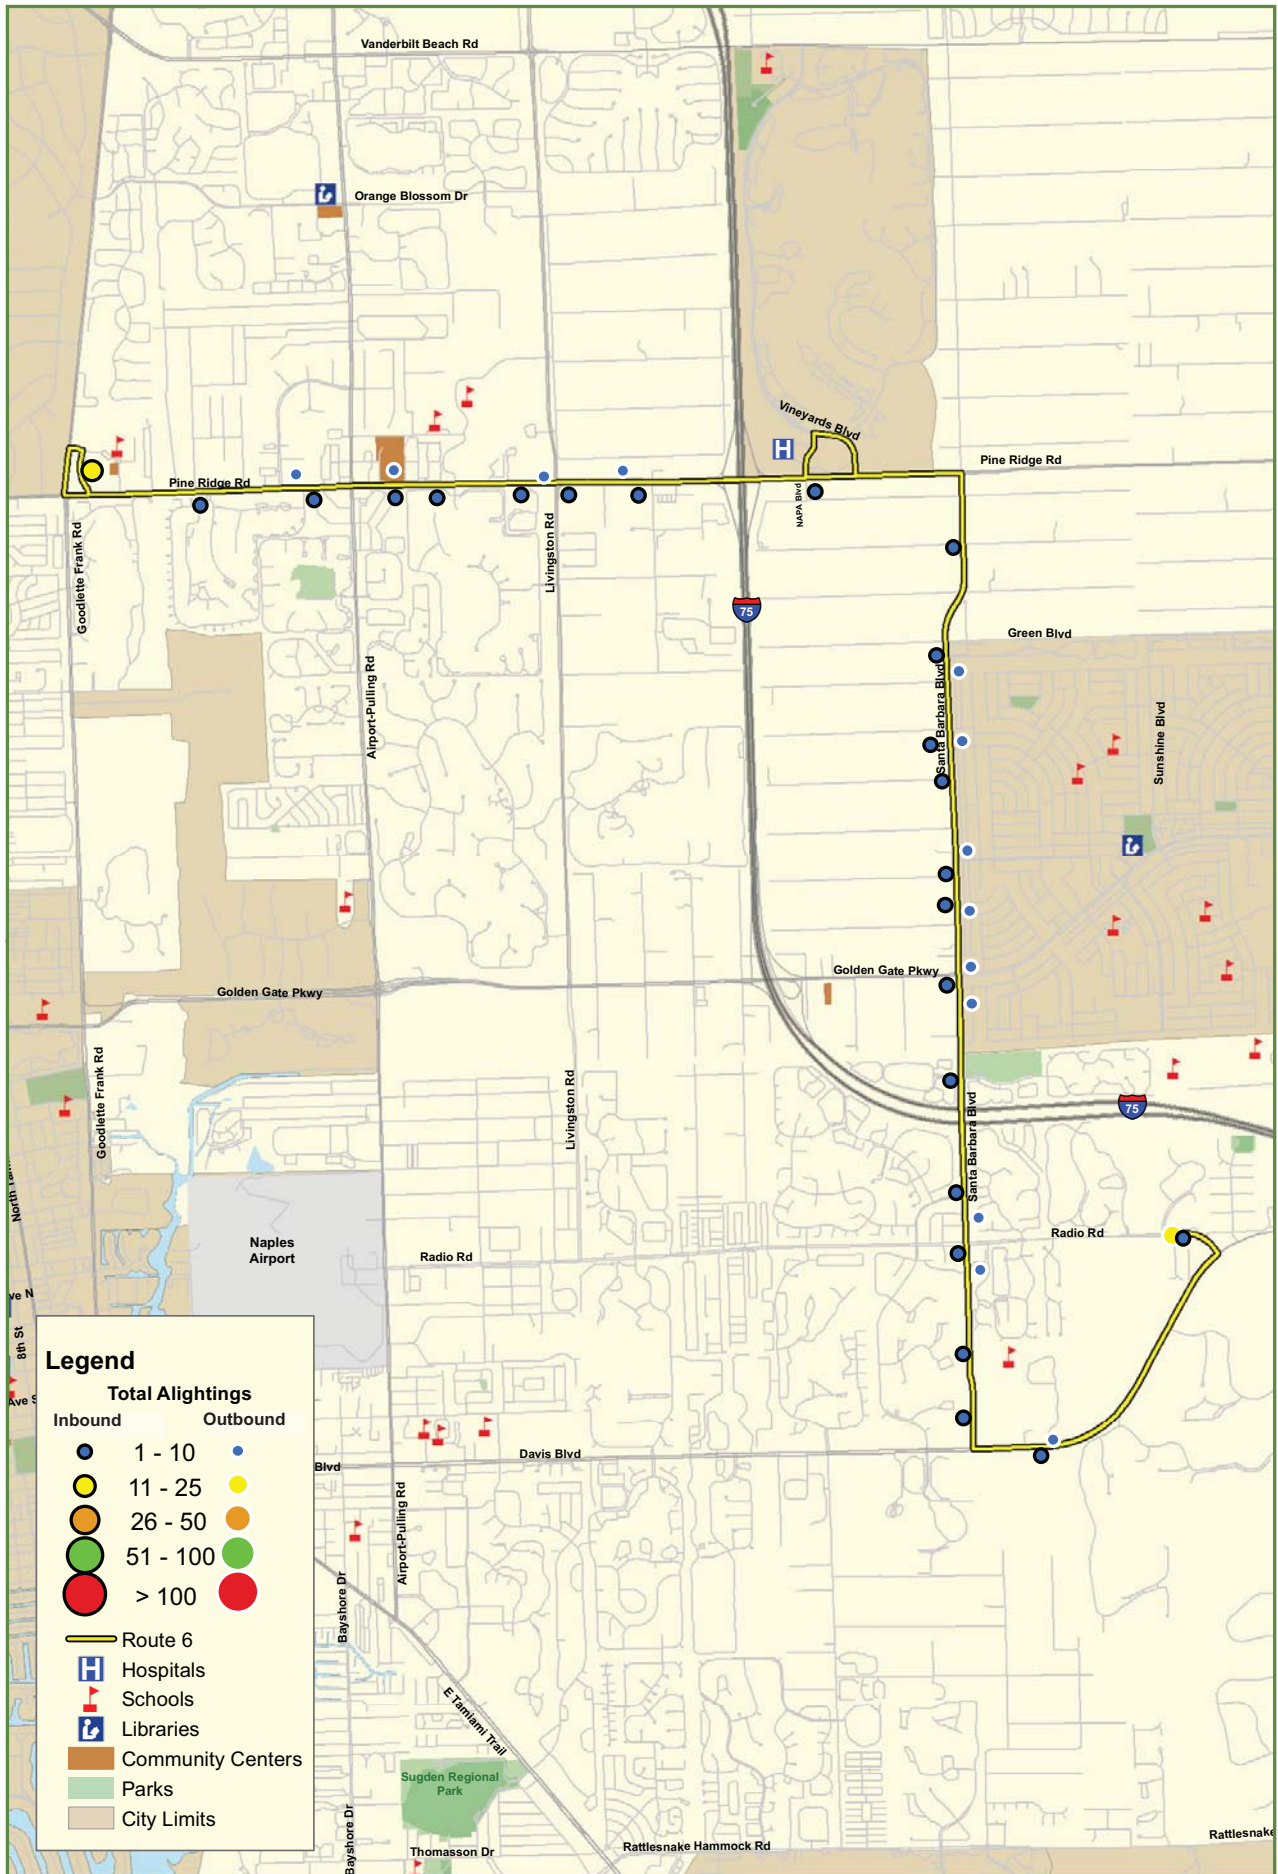 Vanderbilt Beach Rd
Orange Blossom Dr
Vineyards Blvd
H
Pine Ridge Rd
Pine Ridge Rd
NAPA Blvd
Goodlette Frank Rd
Livingston Rd
75
Green Blvd
Santa Barbara Blvd
Airport-Pulling Rd
Sunshine Blvd
Golden Gate Pkwy
Golden Gate Pkwy
Goodlette Frank Rd
Livingston Rd
75
Santa Barbara Blvd
Naples
Airport
Radio Rd
Radio Rd
ve N
8th St
Ave S
Davis Blvd
Blvd
Airport-Pulling Rd
Bayshore Dr
E Tamiami Trail
Sugden Regional
Park
Bayshore Dr
Thomasson Dr
Rattlesnake Hammock Rd
Rattlesnake
Legend
Total Alightings
Inbound Outbound
1 - 10
11 - 25
26 - 50
51 - 100
> 100
Route 6
H Hospitals
Schools
Libraries
Community Centers
Parks
City Limits